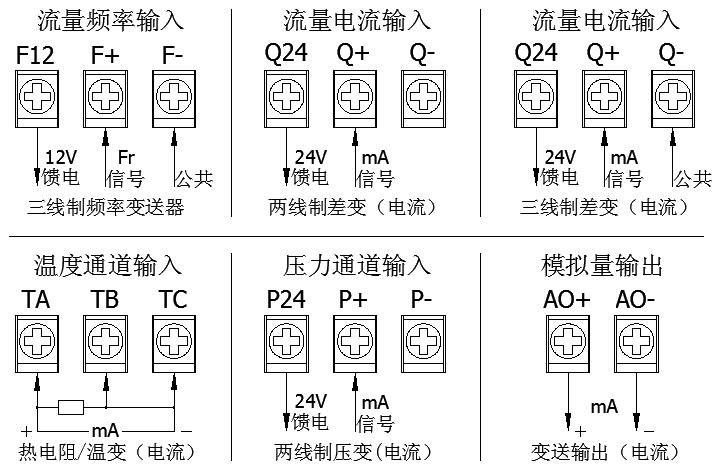 流量频率输入
F12 F+ F-
12V Fr
馈电 信号 公共
三线制频率变送器
流量电流输入
Q24 Q+ Q-
24V mA
馈电 信号
两线制差变（电流）
流量电流输入
Q24 Q+ Q-
24V mA
馈电 信号 公共
三线制差变（电流）
温度通道输入
TA TB TC
+ mA −
热电阻/温变（电流）
压力通道输入
P24 P+ P-
24V mA
馈电 信号
两线制压变(电流)
模拟量输出
AO+ AO-
mA
+ −
变送输出（电流）